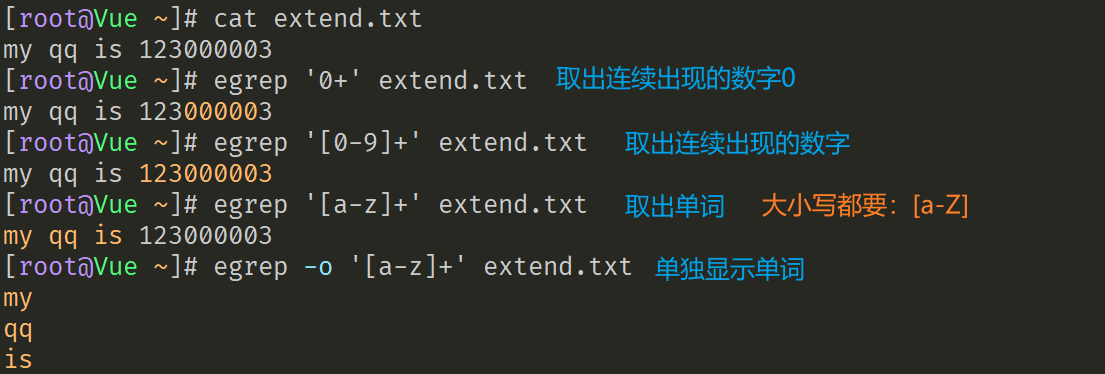 [root@Vue ~]# cat extend.txt
my qq is 123000003
[root@Vue ~]# egrep '0+' extend.txt 取出连续出现的数字0
my qq is 123000003
[root@Vue ~]# egrep '[0-9]+' extend.txt 取出连续出现的数字
my qq is 123000003
[root@Vue ~]# egrep '[a-z]+' extend.txt 取出单词 大小写都要：[a-Z]
my qq is 123000003
[root@Vue ~]# egrep -o '[a-z]+' extend.txt 单独显示单词
my
qq
is